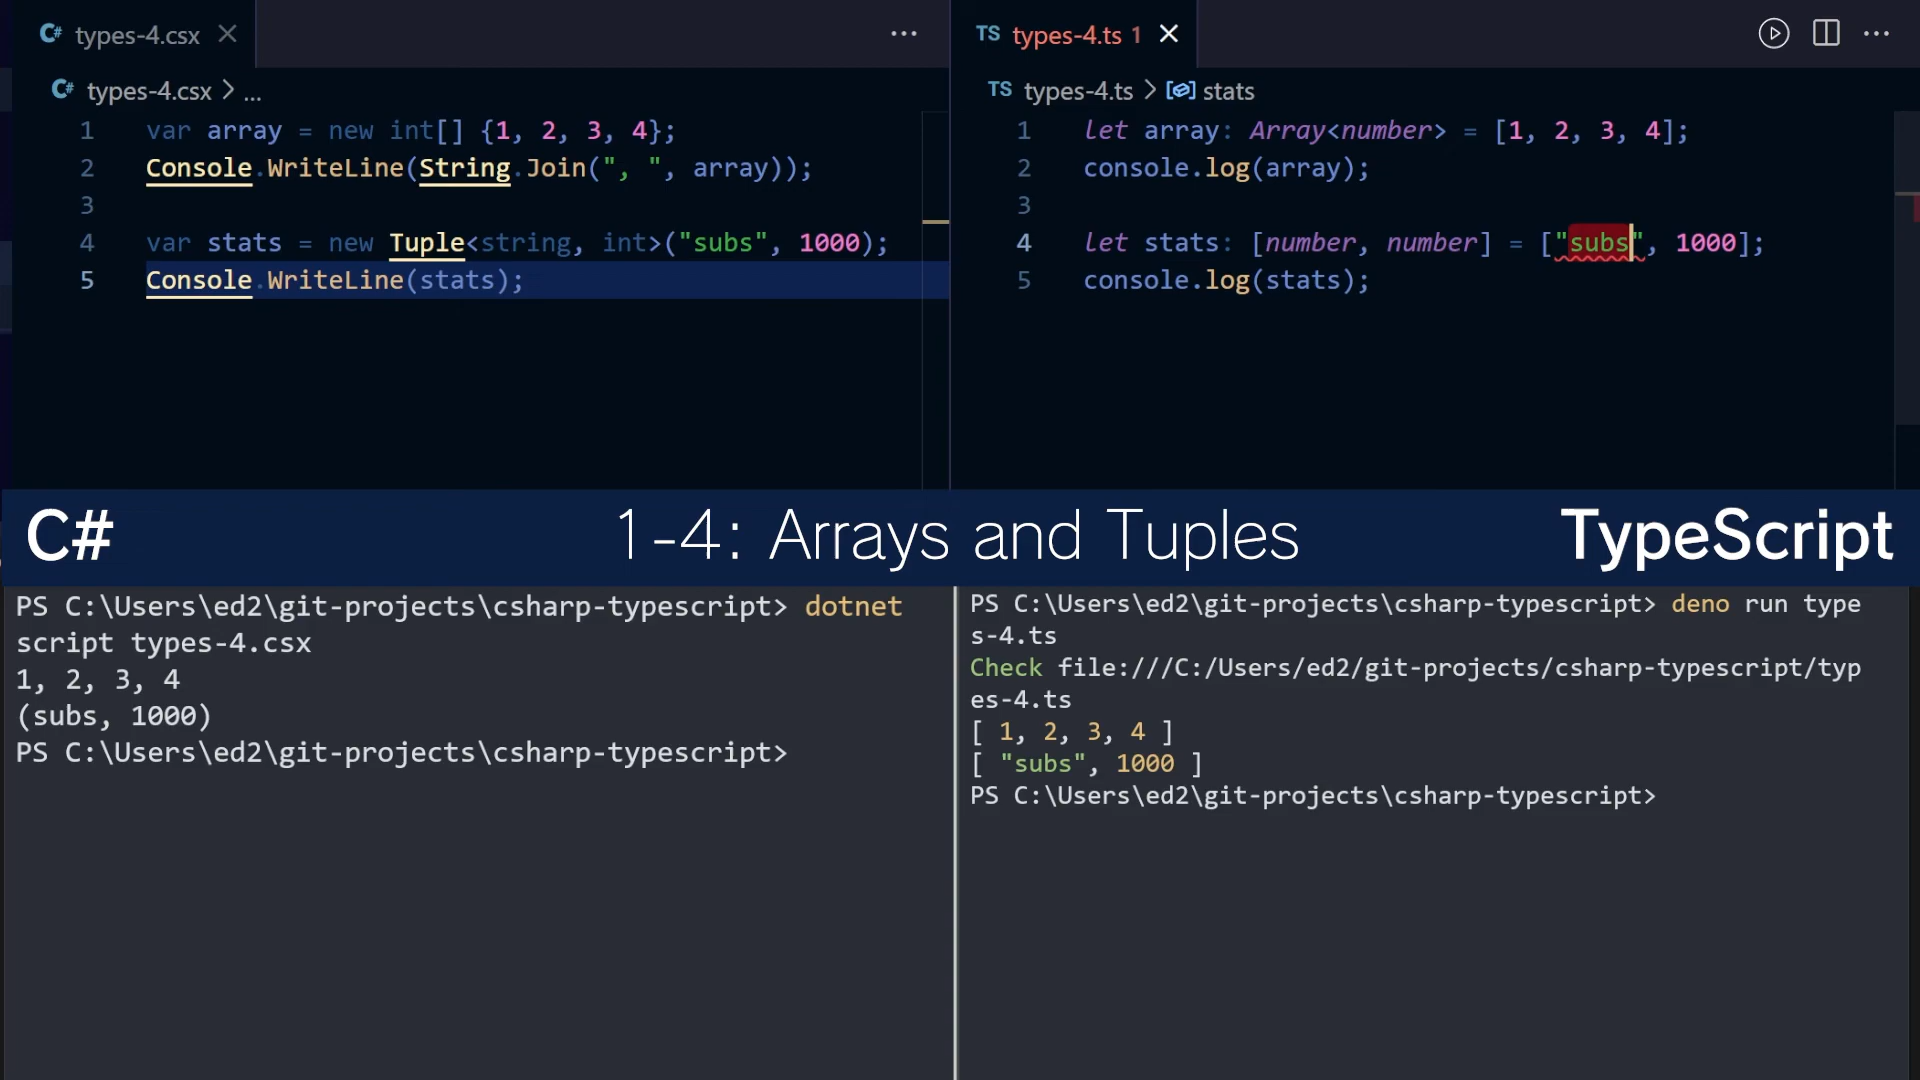 C# types-4.csx
C# types-4.csx > ...
1 var array = new int[] {1, 2, 3, 4};
2 Console.WriteLine(String.Join(", ", array));
3
4 var stats = new Tuple<string, int>("subs", 1000);
5 Console.WriteLine(stats);
TS types-4.ts 1
TS types-4.ts > stats
1 let array: Array<number> = [1, 2, 3, 4];
2 console.log(array);
3
4 let stats: [number, number] = ["subs", 1000];
5 console.log(stats);
C# 1-4: Arrays and Tuples TypeScript
PS C:\Users\ed2\git-projects\csharp-typescript> dotnet
script types-4.csx
1, 2, 3, 4
(subs, 1000)
PS C:\Users\ed2\git-projects\csharp-typescript>
PS C:\Users\ed2\git-projects\csharp-typescript> deno run type
s-4.ts
Check file:///C:/Users/ed2/git-projects/csharp-typescript/typ
es-4.ts
[ 1, 2, 3, 4 ]
[ "subs", 1000 ]
PS C:\Users\ed2\git-projects\csharp-typescript>